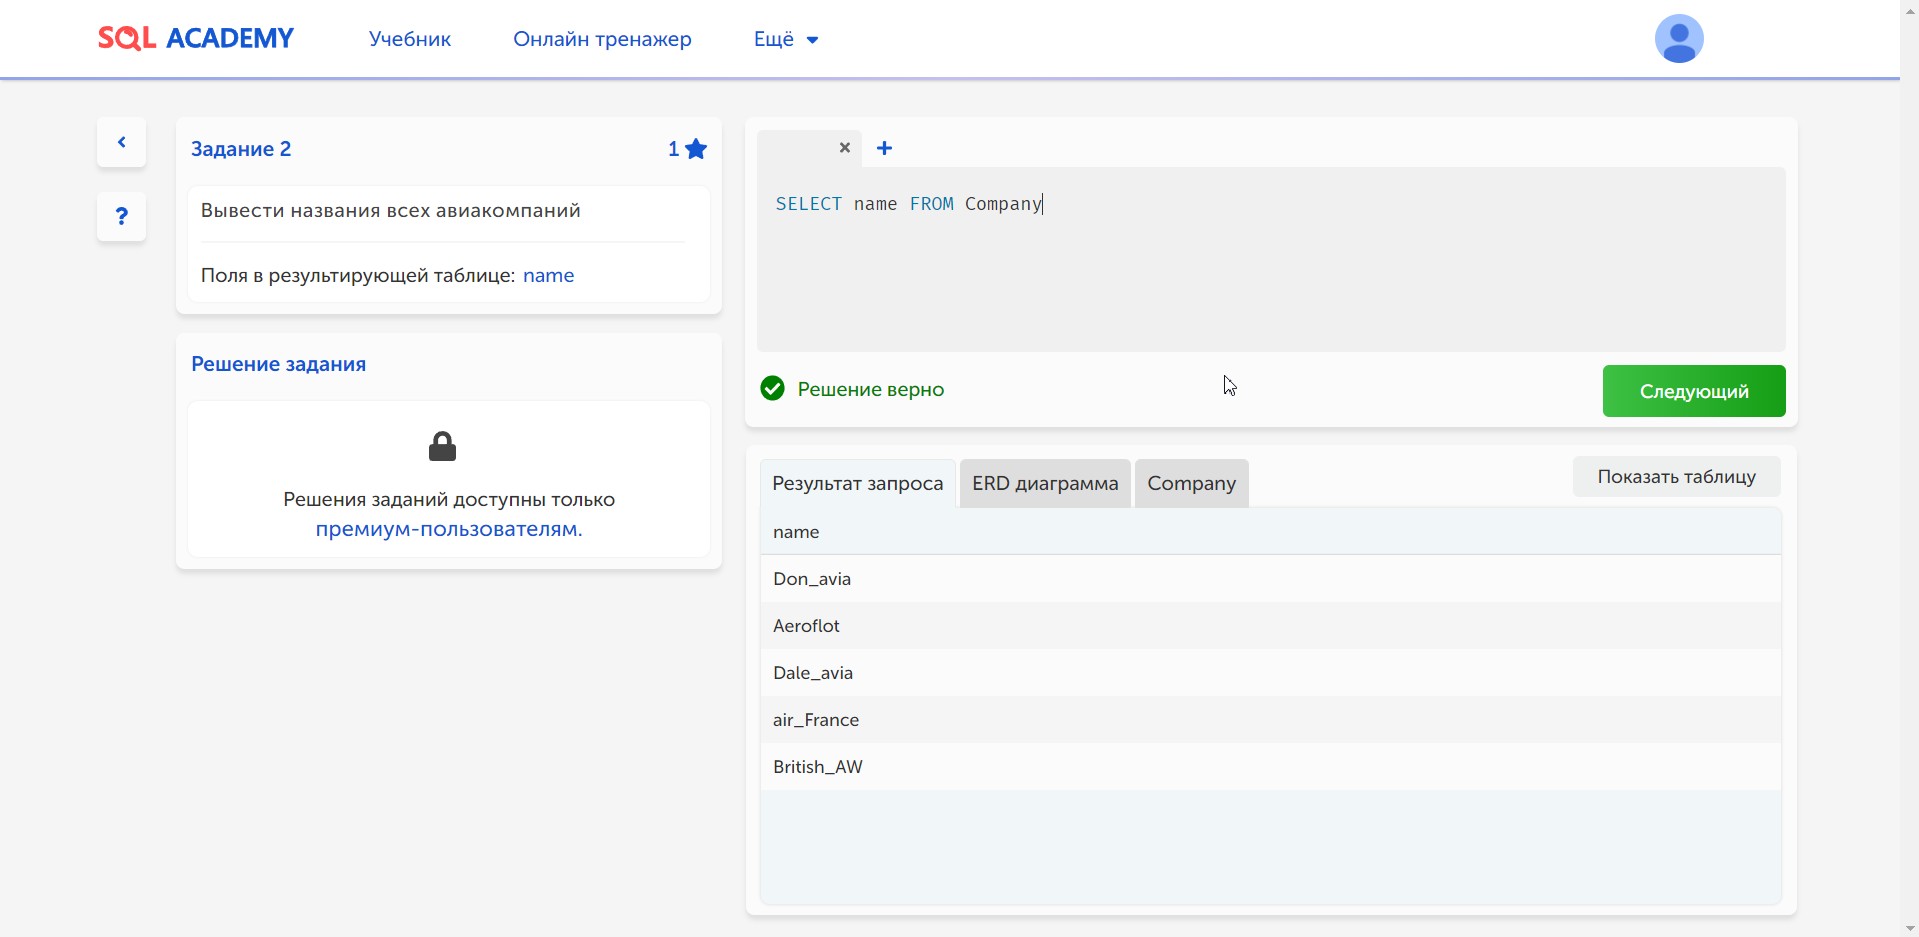 SQL ACADEMY
Учебник
Онлайн тренажер
Ещё
Задание 2
1
Вывести названия всех авиакомпаний
Поля в результирующей таблице: name
Решение задания
Решения заданий доступны только
премиум-пользователям.
SELECT name FROM Company
Решение верно
Следующий
Результат запроса
ERD диаграмма
Company
Показать таблицу
name
Don_avia
Aeroflot
Dale_avia
air_France
British_AW